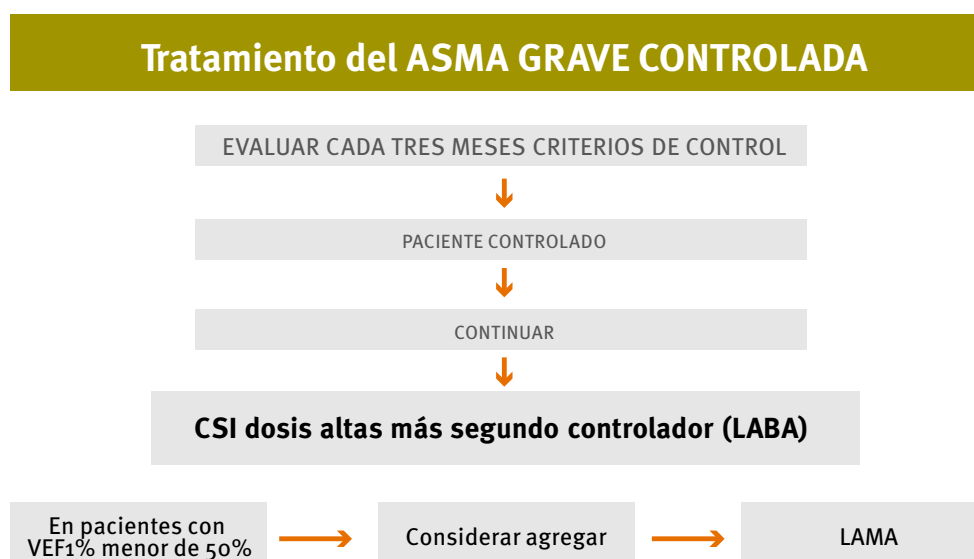 Tratamiento del ASMA GRAVE CONTROLADA
EVALUAR CADA TRES MESES CRITERIOS DE CONTROL
PACIENTE CONTROLADO
CONTINUAR
CSI dosis altas más segundo controlador (LABA)
En pacientes con
VEF1% menor de 50%
Considerar agregar
LAMA